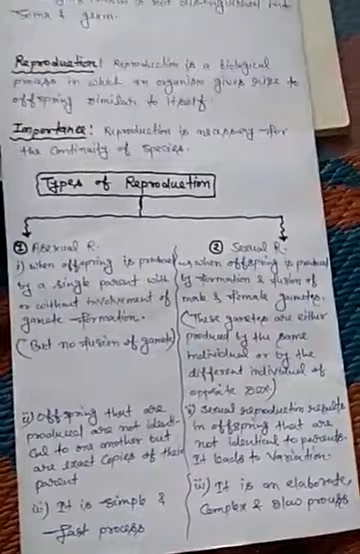 is not distinguished into
Soma & germ.
Reproduction: Reproduction is a biological
process in which an organism gives rise to
offspring similar to itself.
Importance: Reproduction is necessary for
the continuity of species.
Types of Reproduction
① Asexual R.
i) When offspring is produced
by a single parent with
or without involvement of
gamete formation.
(But no fusion of gamete)
ii) Offspring that are
produced are not identi-
cal to one another but
are exact copies of their
parent
iii) It is simple &
fast process
② Sexual R.
when offspring is produced
by formation & fusion of
male & female gametes.
(These gametes are either
produced by the same
individual or by the
different individual of
opposite sex)
ii) Sexual reproduction results
in offspring that are
not identical to parents.
It leads to Variation.
iii) It is an elaborate,
Complex & slow process